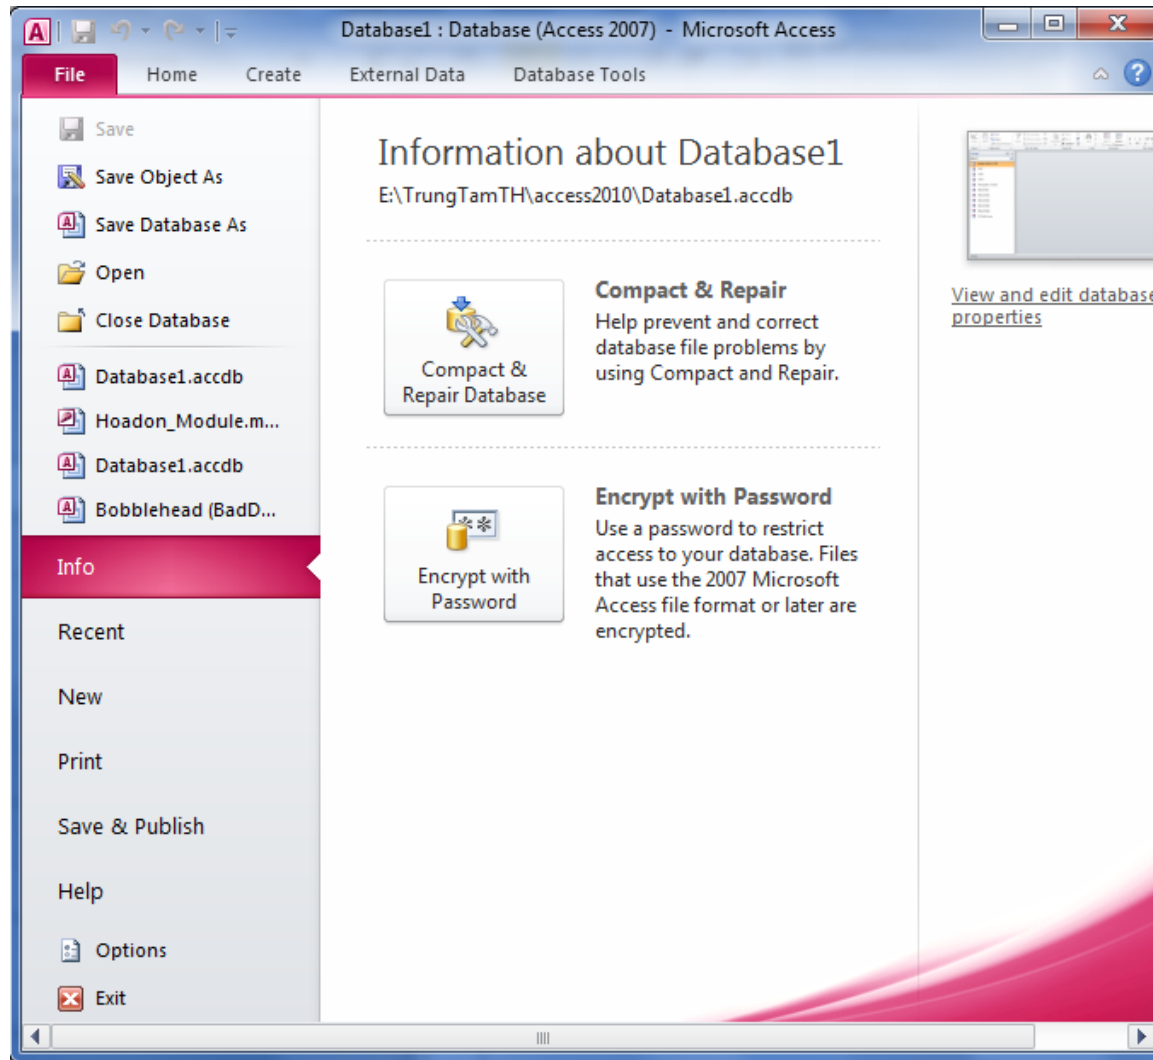 Database1 : Database (Access 2007) - Microsoft Access
File Home Create External Data Database Tools
Save
Save Object As
Save Database As
Open
Close Database
Database1.accdb
Hoadon_Module.m...
Database1.accdb
Bobblehead (BadD...
Info
Recent
New
Print
Save & Publish
Help
Options
Exit
Information about Database1
E:\TrungTamTH\access2010\Database1.accdb
Compact &
Repair Database
Compact & Repair
Help prevent and correct
database file problems by
using Compact and Repair.
Encrypt with
Password
Encrypt with Password
Use a password to restrict
access to your database. Files
that use the 2007 Microsoft
Access file format or later are
encrypted.
View and edit database
properties